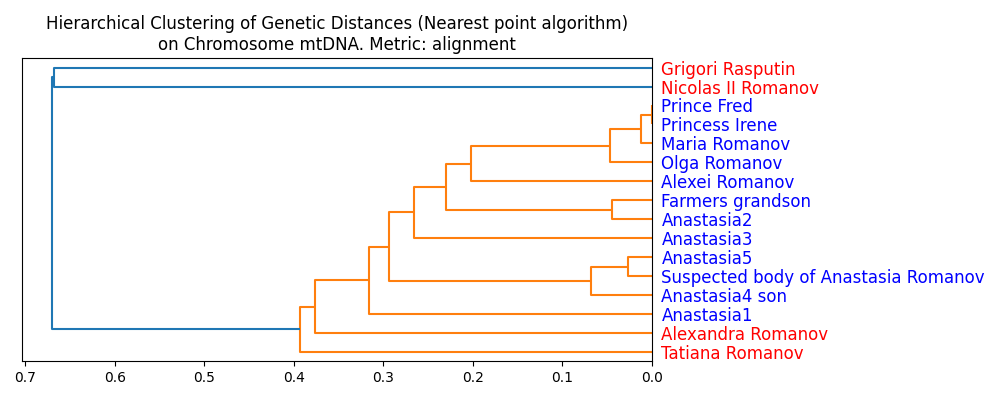 Hierarchical Clustering of Genetic Distances (Nearest point algorithm)
on Chromosome mtDNA. Metric: alignment
Grigori Rasputin
Nicolas II Romanov
Prince Fred
Princess Irene
Maria Romanov
Olga Romanov
Alexei Romanov
Farmers grandson
Anastasia2
Anastasia3
Anastasia5
Suspected body of Anastasia Romanov
Anastasia4 son
Anastasia1
Alexandra Romanov
Tatiana Romanov
0.7 0.6 0.5 0.4 0.3 0.2 0.1 0.0